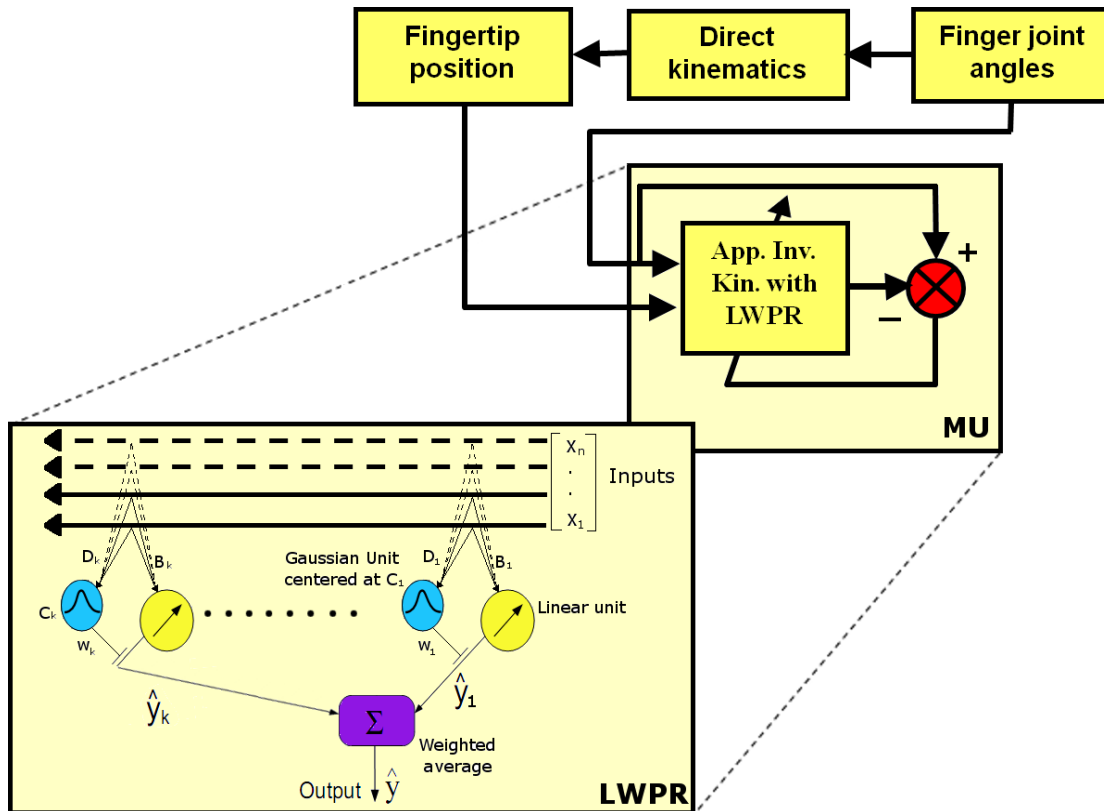 Fingertip
position
Direct
kinematics
Finger joint
angles
App. Inv.
Kin. with
LWPR
+
−
MU
Xn
.
.
X1
Inputs
Dk
Bk
Gaussian Unit
centered at C1
D1
B1
Ck
wk
w1
Linear unit
ŷk
ŷ1
Σ
Weighted
average
Output ŷ
LWPR